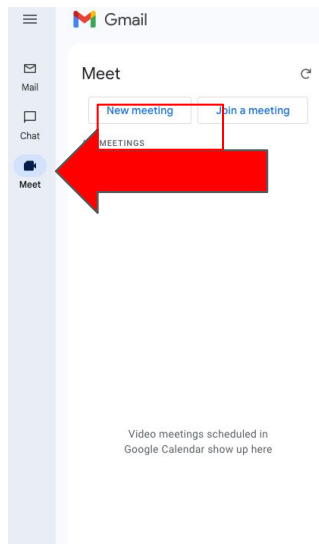 Gmail
Mail
Chat
Meet
Meet
New meeting
Join a meeting
MEETINGS
Video meetings scheduled in
Google Calendar show up here